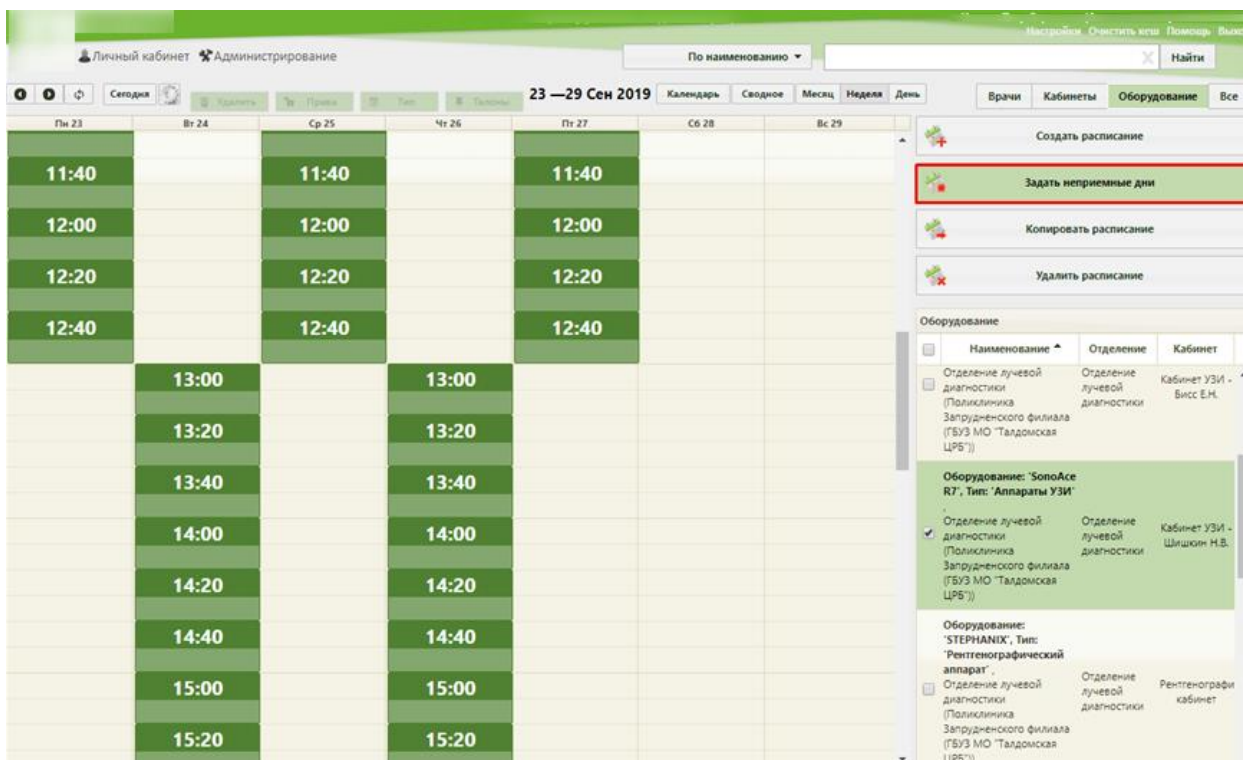 Настройки Очистить кеш Помощь
Личный кабинет Администрирование
По наименованию
Найти
Сегодня
Удалить
Права
Тип
Талоны
23 —29 Сен 2019
Календарь
Сводное
Месяц
Неделя
День
Врачи
Кабинеты
Оборудование
Все
Пн 23 Вт 24 Ср 25 Чт 26 Пт 27 Сб 28 Вс 29
11:40 11:40 11:40
12:00 12:00 12:00
12:20 12:20 12:20
12:40 12:40 12:40
13:00 13:00
13:20 13:20
13:40 13:40
14:00 14:00
14:20 14:20
14:40 14:40
15:00 15:00
15:20 15:20
Создать расписание
Задать неприемные дни
Копировать расписание
Удалить расписание
Оборудование
Наименование Отделение Кабинет
Отделение лучевой
диагностики
(Поликлиника
Запрудненского филиала
(ГБУЗ МО "Талдомская
ЦРБ"))
Отделение
лучевой
диагностики
Кабинет УЗИ -
Бисс Е.Н.
Оборудование: 'SonoAce
R7', Тип: 'Аппараты УЗИ'
,
Отделение лучевой
диагностики
(Поликлиника
Запрудненского филиала
(ГБУЗ МО "Талдомская
ЦРБ"))
Отделение
лучевой
диагностики
Кабинет УЗИ -
Шишкин Н.В.
Оборудование:
'STEPHANIX', Тип:
'Рентгенографический
аппарат' ,
Отделение лучевой
диагностики
(Поликлиника
Запрудненского филиала
(ГБУЗ МО "Талдомская
ЦРБ"))
Отделение
лучевой
диагностики
Рентгенографи
кабинет